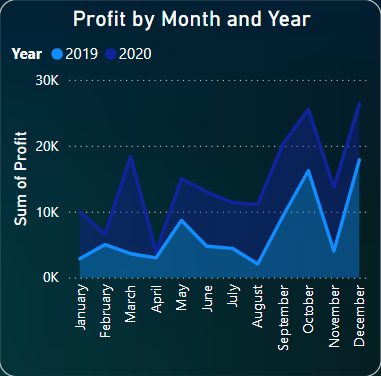 Profit by Month and Year
Year 2019 2020
30K
20K
10K
0K
Sum of Profit
January
February
March
April
May
June
July
August
September
October
November
December